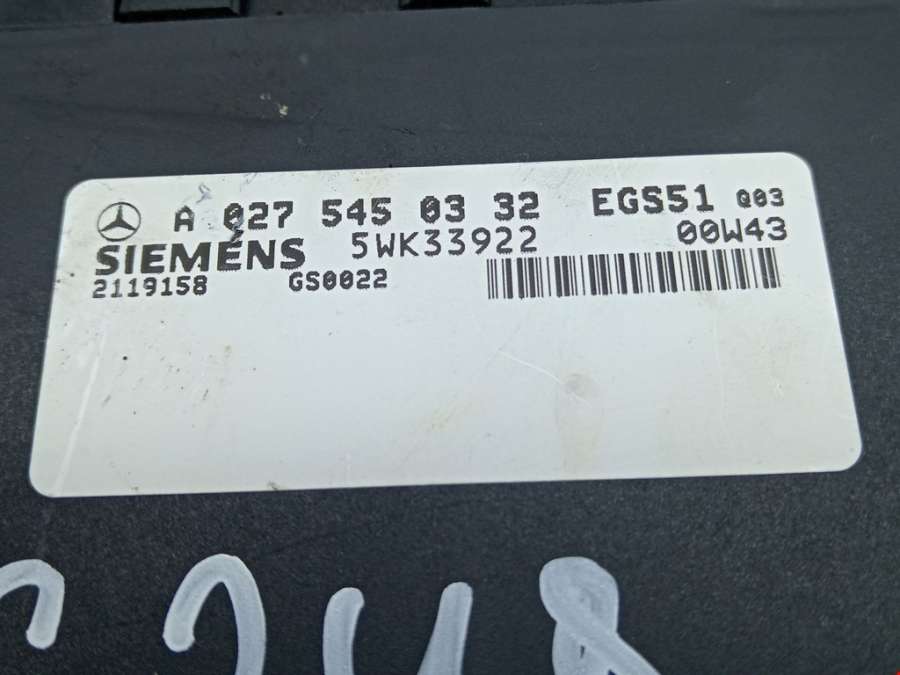 A 027 545 03 32 EGS51 Q03
SIEMENS 5WK33922 00W43
2119158 GS0022